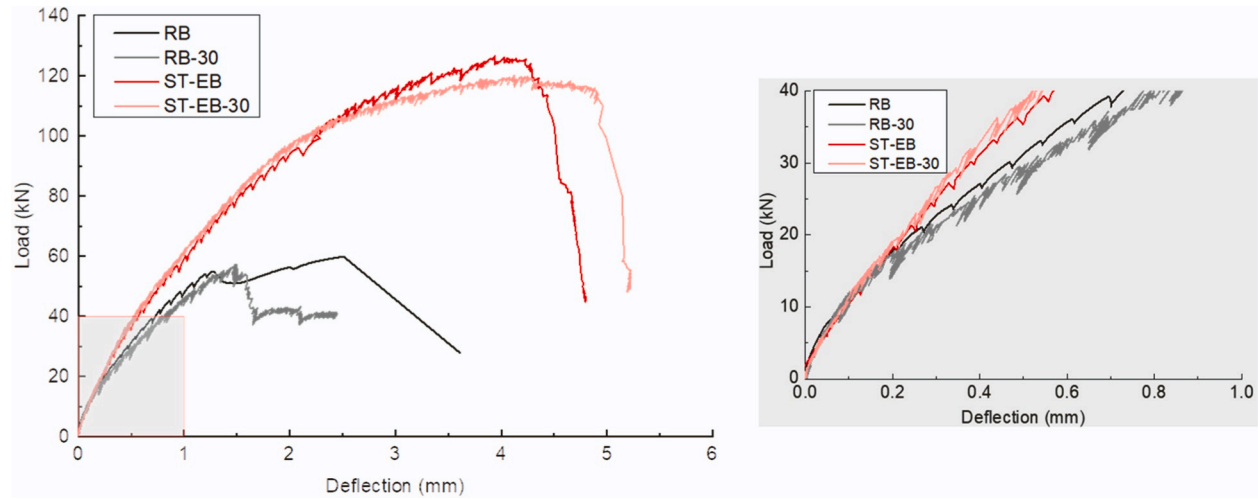 RB
RB-30
ST-EB
ST-EB-30
140
120
100
80
60
40
20
0
Load (kN)
0 1 2 3 4 5 6
Deflection (mm)
RB
RB-30
ST-EB
ST-EB-30
40
30
20
10
0
Load (kN)
0.0 0.2 0.4 0.6 0.8 1.0
Deflection (mm)